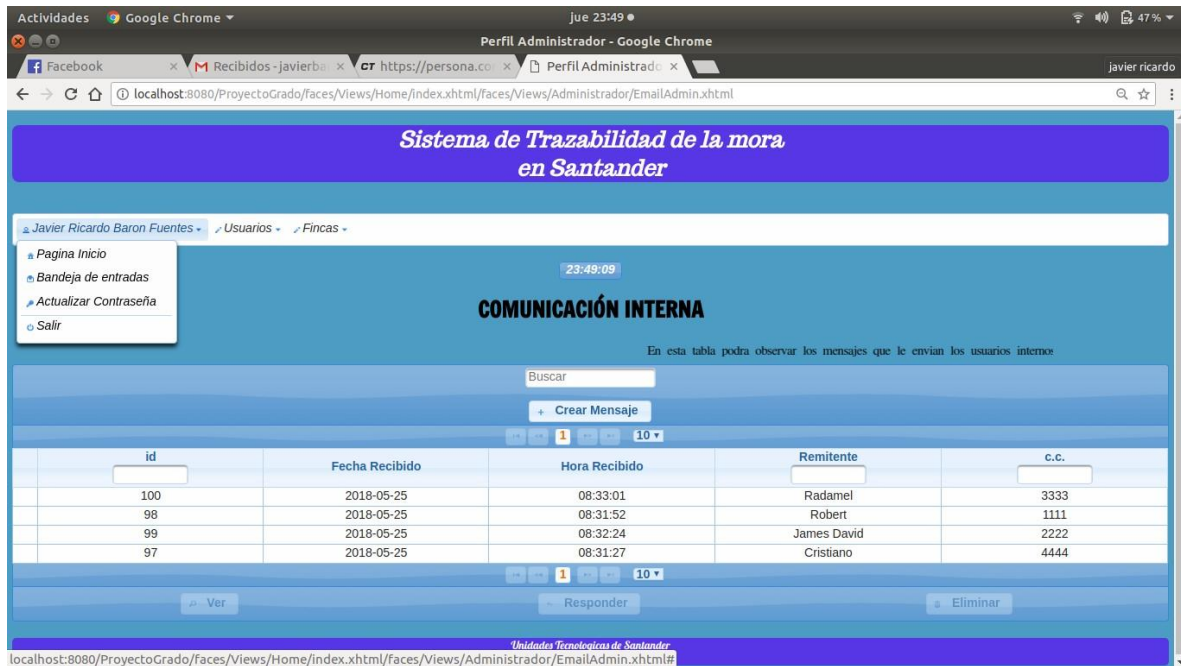 Actividades Google Chrome ▾ jue 23:49 ● 47 % ▾
Perfil Administrador - Google Chrome
Facebook × Recibidos - javierba × CT https://persona.co × Perfil Administrado × javier ricardo
localhost:8080/ProyectoGrado/faces/Views/Home/index.xhtml/faces/Views/Administrador/EmailAdmin.xhtml
Sistema de Trazabilidad de la mora
en Santander
Javier Ricardo Baron Fuentes Usuarios Fincas
Pagina Inicio
Bandeja de entradas
Actualizar Contraseña
Salir
23:49:09
COMUNICACIÓN INTERNA
En esta tabla podra observar los mensajes que le envian los usuarios internos
Buscar
+ Crear Mensaje
1 10
id Fecha Recibido Hora Recibido Remitente c.c.
100 2018-05-25 08:33:01 Radamel 3333
98 2018-05-25 08:31:52 Robert 1111
99 2018-05-25 08:32:24 James David 2222
97 2018-05-25 08:31:27 Cristiano 4444
1 10
Ver Responder Eliminar
Unidades Tecnologicas de Santander
localhost:8080/ProyectoGrado/faces/Views/Home/index.xhtml/faces/Views/Administrador/EmailAdmin.xhtml#